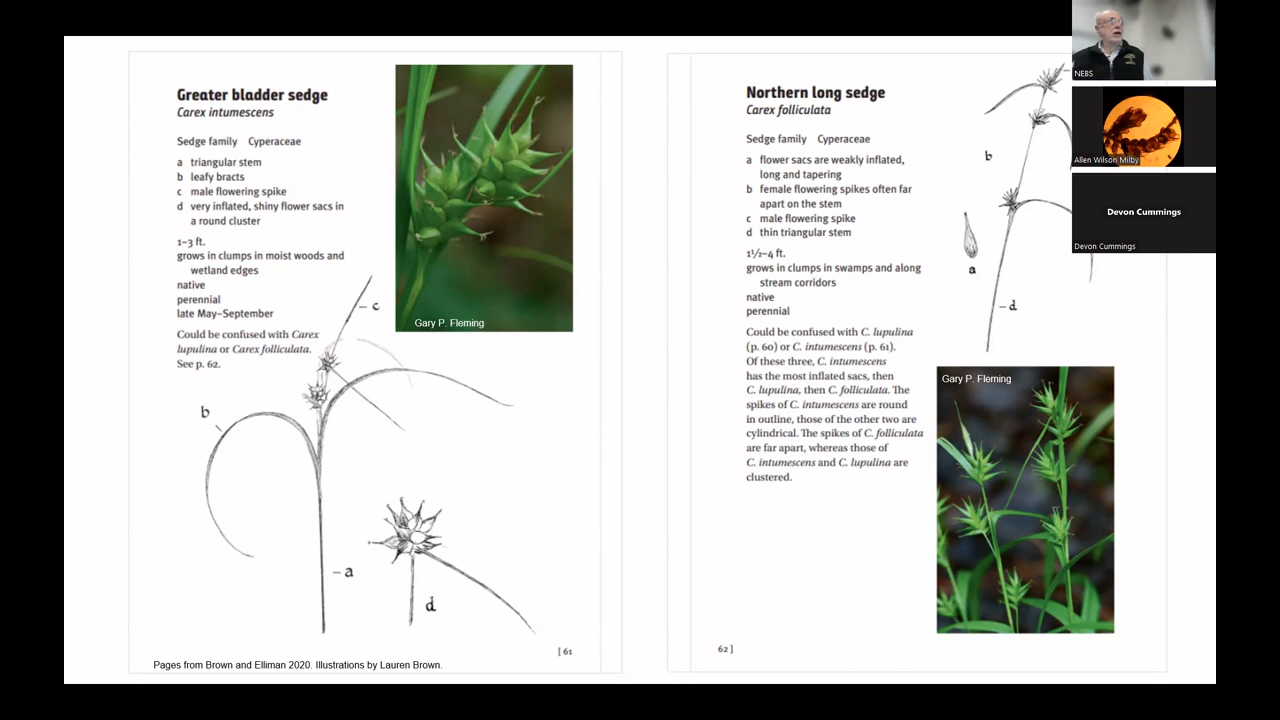 Greater bladder sedge
Carex intumescens
Sedge family Cyperaceae
a triangular stem
b leafy bracts
c male flowering spike
d very inflated, shiny flower sacs in
a round cluster
1–3 ft.
grows in clumps in moist woods and
wetland edges
native
perennial
late May–September
Could be confused with Carex
lupulina or Carex folliculata.
See p. 62.
Gary P. Fleming
c
b
a
d
[ 61
Pages from Brown and Elliman 2020. Illustrations by Lauren Brown.
Northern long sedge
Carex folliculata
Sedge family Cyperaceae
a flower sacs are weakly inflated,
long and tapering
b female flowering spikes often far
apart on the stem
c male flowering spike
d thin triangular stem
1½–4 ft.
grows in clumps in swamps and along
stream corridors
native
perennial
Could be confused with C. lupulina
(p. 60) or C. intumescens (p. 61).
Of these three, C. intumescens
has the most inflated sacs, then
C. lupulina, then C. folliculata. The
spikes of C. intumescens are round
in outline, those of the other two are
cylindrical. The spikes of C. folliculata
are far apart, whereas those of
C. intumescens and C. lupulina are
clustered.
b
a
d
Gary P. Fleming
62 ]
NEBS
Allen Wilson Milby
Devon Cummings
Devon Cummings